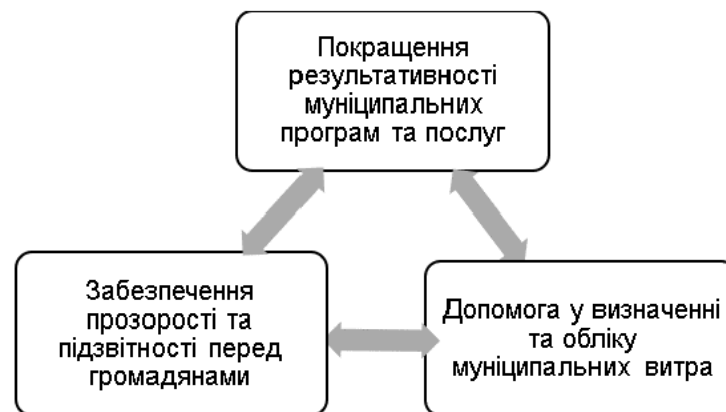 Покращення
результативності
муніципальних
програм та послуг
Забезпечення
прозорості та
підзвітності перед
громадянами
Допомога у визначенні
та обліку
муніципальних витра